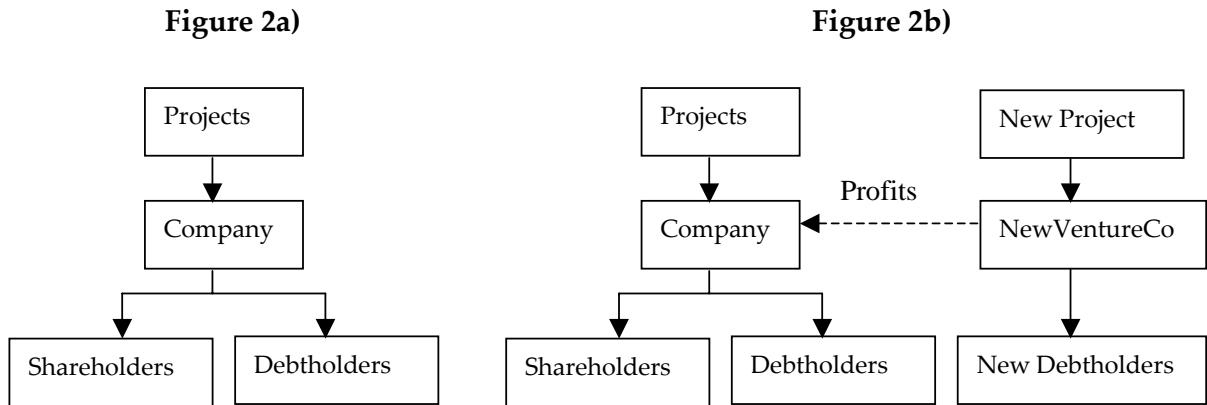 Figure 2a)
Projects
Company
Shareholders
Debtholders
Figure 2b)
Projects
New Project
Profits
Company
NewVentureCo
Shareholders
Debtholders
New Debtholders